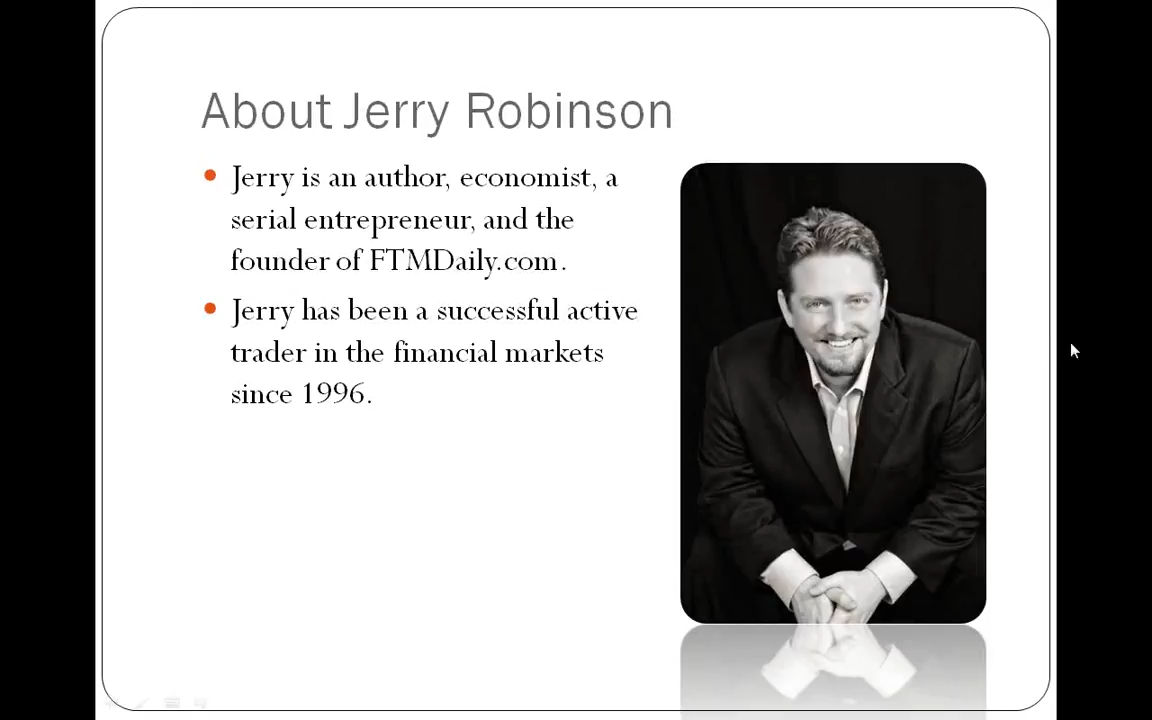 About Jerry Robinson
Jerry is an author, economist, a
serial entrepreneur, and the
founder of FTMDaily.com.
Jerry has been a successful active
trader in the financial markets
since 1996.